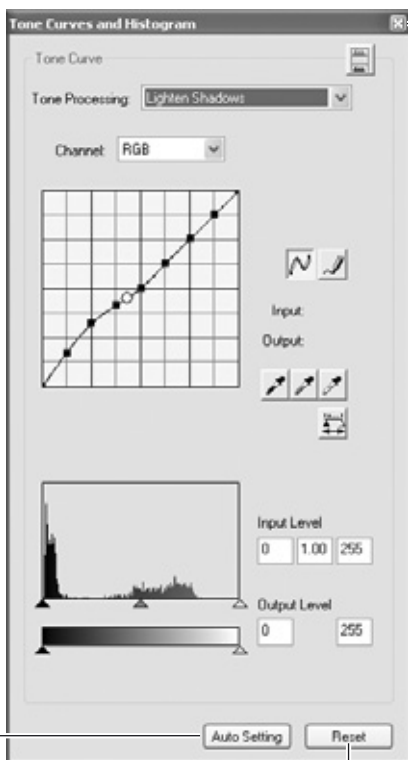 Tone Curves and Histogram
Tone Curve
Tone Processing: Lighten Shadows
Channel: RGB
Input:
Output:
Input Level
0 1.00 255
Output Level
0 255
Auto Setting Reset